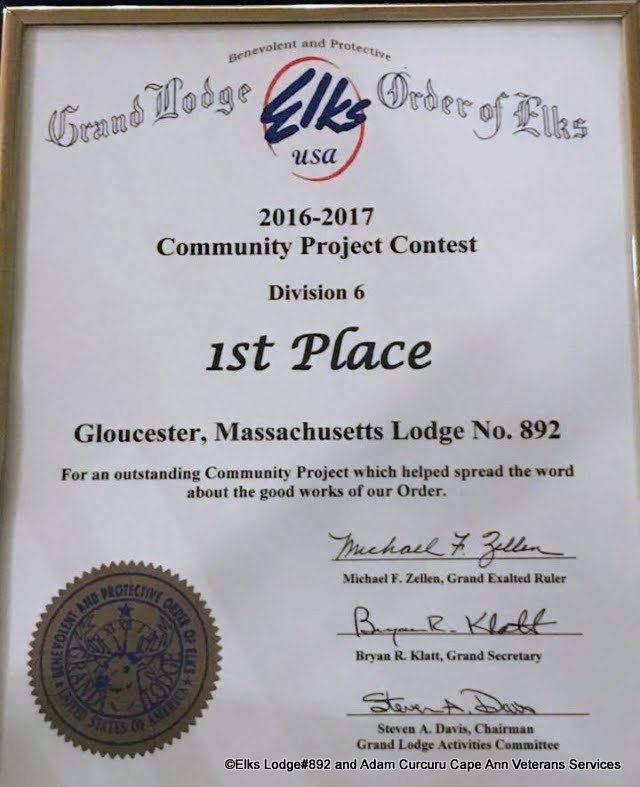 Benevolent and Protective
Grand Lodge Elks Order of Elks
USA
2016-2017
Community Project Contest
Division 6
1st Place
Gloucester, Massachusetts Lodge No. 892
For an outstanding Community Project which helped spread the word
about the good works of our Order.
Michael F. Zellen
Michael F. Zellen, Grand Exalted Ruler
Bryan R. Klatt
Bryan R. Klatt, Grand Secretary
Steven A. Davis
Steven A. Davis, Chairman
Grand Lodge Activities Committee
BENEVOLENT AND PROTECTIVE ORDER OF ELKS
UNITED STATES OF AMERICA
GRAND LODGE
©Elks Lodge#892 and Adam Curcuru Cape Ann Veterans Services